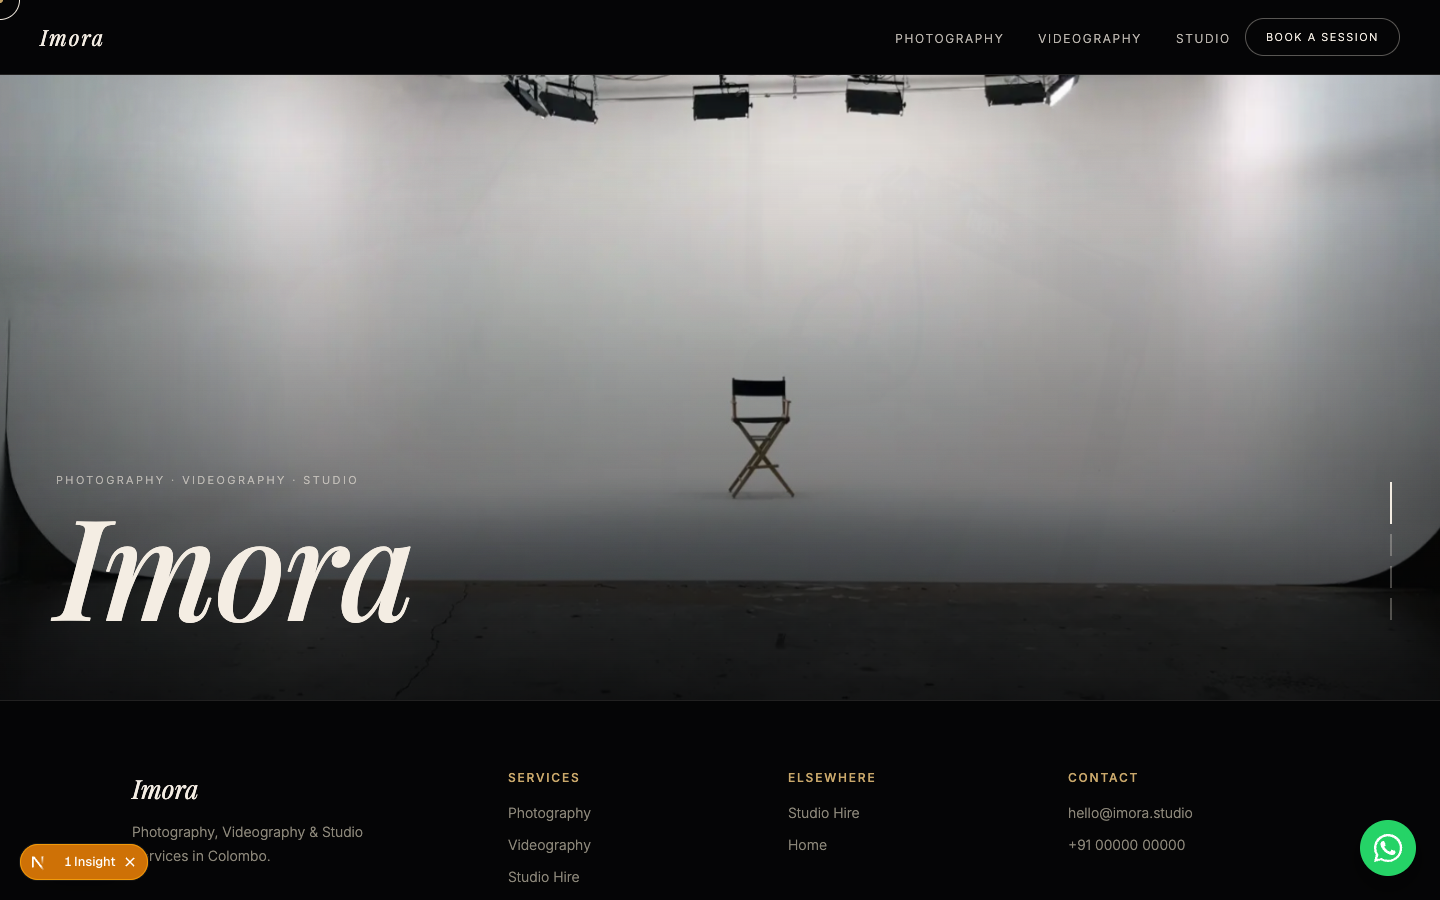 Imora
PHOTOGRAPHY VIDEOGRAPHY STUDIO BOOK A SESSION
PHOTOGRAPHY · VIDEOGRAPHY · STUDIO
Imora
Imora
Photography, Videography & Studio
rvices in Colombo.
SERVICES
Photography
Videography
Studio Hire
ELSEWHERE
Studio Hire
Home
CONTACT
hello@imora.studio
+91 00000 00000
N 1 Insight ×